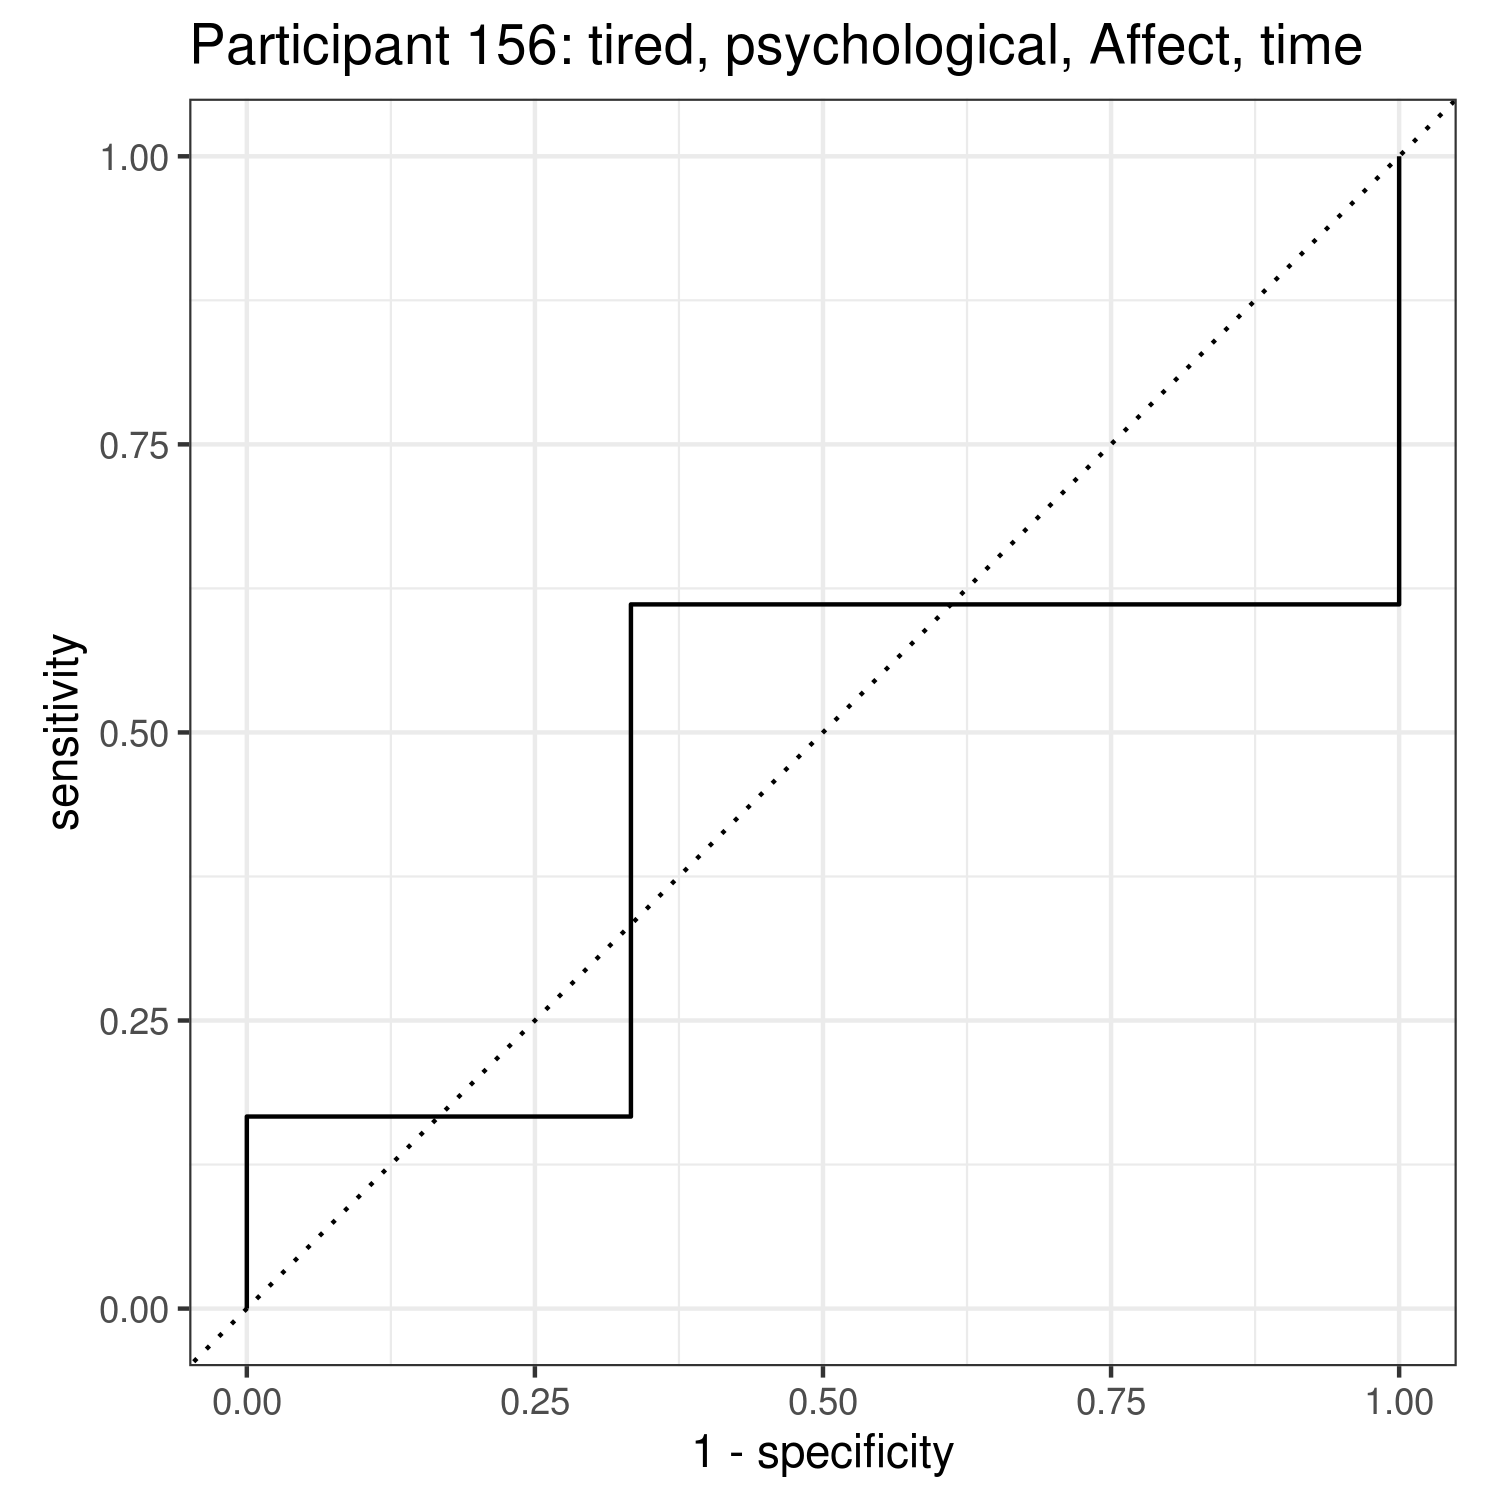 Participant 156: tired, psychological, Affect, time
sensitivity
1.00
0.75
0.50
0.25
0.00
0.00 0.25 0.50 0.75 1.00
1 - specificity